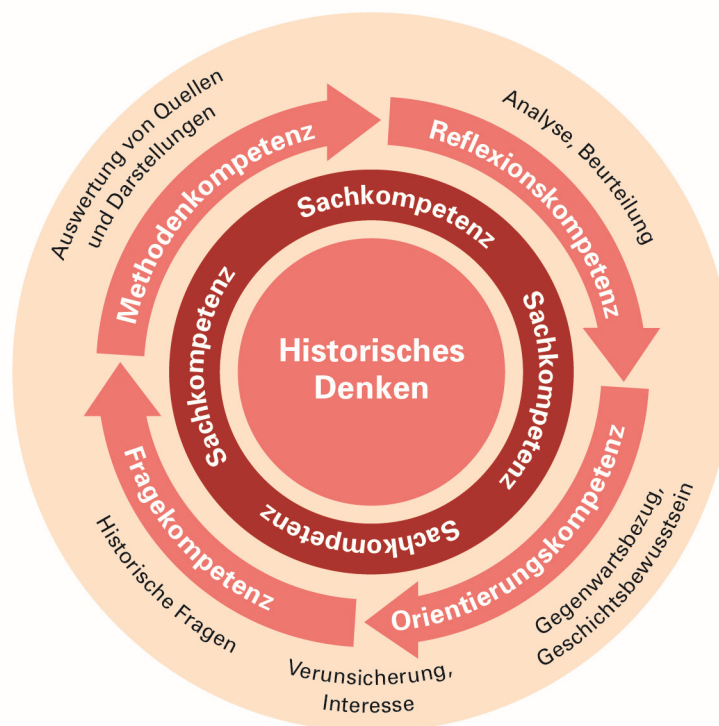 Auswertung von Quellen
und Darstellungen
Methodenkompetenz
Analyse, Beurteilung
Reflexionskompetenz
Sachkompetenz
Sachkompetenz
Sachkompetenz
Sachkompetenz
Historisches
Denken
Orientierungskompetenz
Gegenwartsbezug,
Geschichtsbewusstsein
Fragekompetenz
Historische Fragen
Verunsicherung,
Interesse